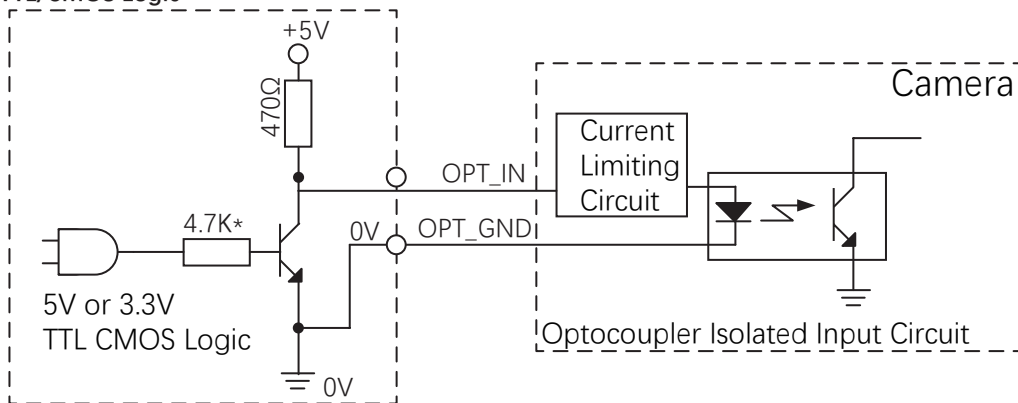 +5V
470Ω
Camera
Current
Limiting
Circuit
OPT_IN
4.7K*
0V
OPT_GND
5V or 3.3V
TTL CMOS Logic
0V
Optocoupler Isolated Input Circuit